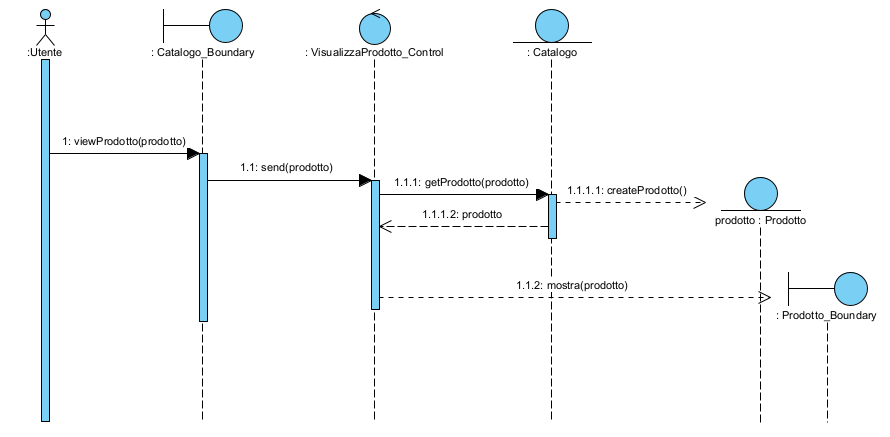 :Utente
: Catalogo_Boundary
: VisualizzaProdotto_Control
: Catalogo
1: viewProdotto(prodotto)
1.1: send(prodotto)
1.1.1: getProdotto(prodotto)
1.1.1.1: createProdotto()
1.1.1.2: prodotto
prodotto : Prodotto
1.1.2: mostra(prodotto)
: Prodotto_Boundary